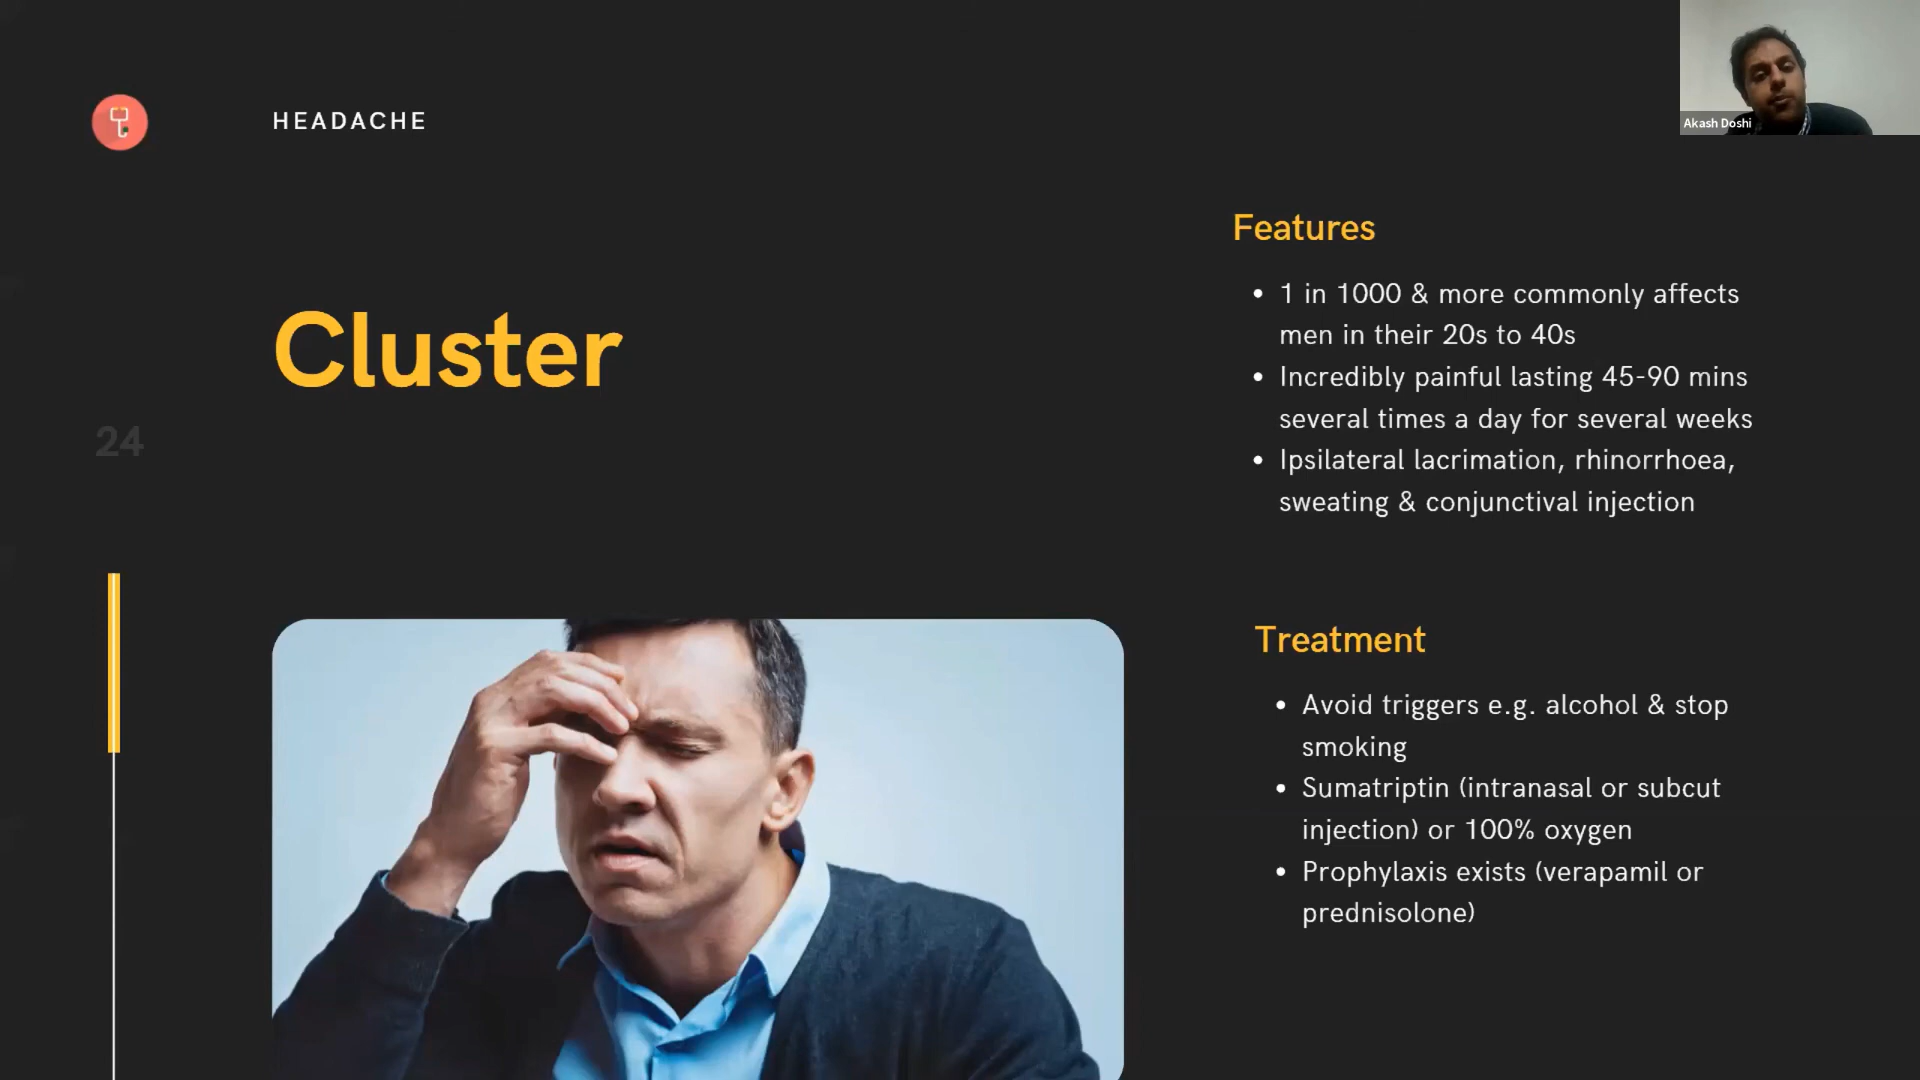 HEADACHE
Akash Doshi
Cluster
24
Features
1 in 1000 & more commonly affects
men in their 20s to 40s
Incredibly painful lasting 45-90 mins
several times a day for several weeks
Ipsilateral lacrimation, rhinorrhoea,
sweating & conjunctival injection
Treatment
Avoid triggers e.g. alcohol & stop
smoking
Sumatriptin (intranasal or subcut
injection) or 100% oxygen
Prophylaxis exists (verapamil or
prednisolone)